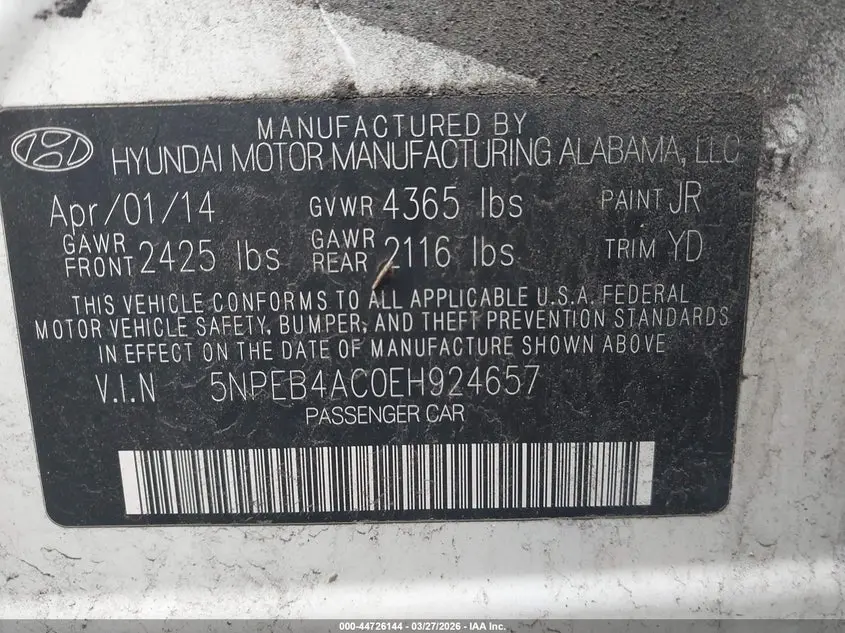 MANUFACTURED BY
HYUNDAI MOTOR MANUFACTURING ALABAMA, LLC
Apr/01/14 GVWR 4365 lbs PAINT JR
GAWR FRONT 2425 lbs GAWR REAR 2116 lbs TRIM YD
THIS VEHICLE CONFORMS TO ALL APPLICABLE U.S.A. FEDERAL
MOTOR VEHICLE SAFETY, BUMPER, AND THEFT PREVENTION STANDARDS
IN EFFECT ON THE DATE OF MANUFACTURE SHOWN ABOVE
V.I.N 5NPEB4AC0EH924657
PASSENGER CAR
000-44726144 | 03/27/2026 | IAA Inc.